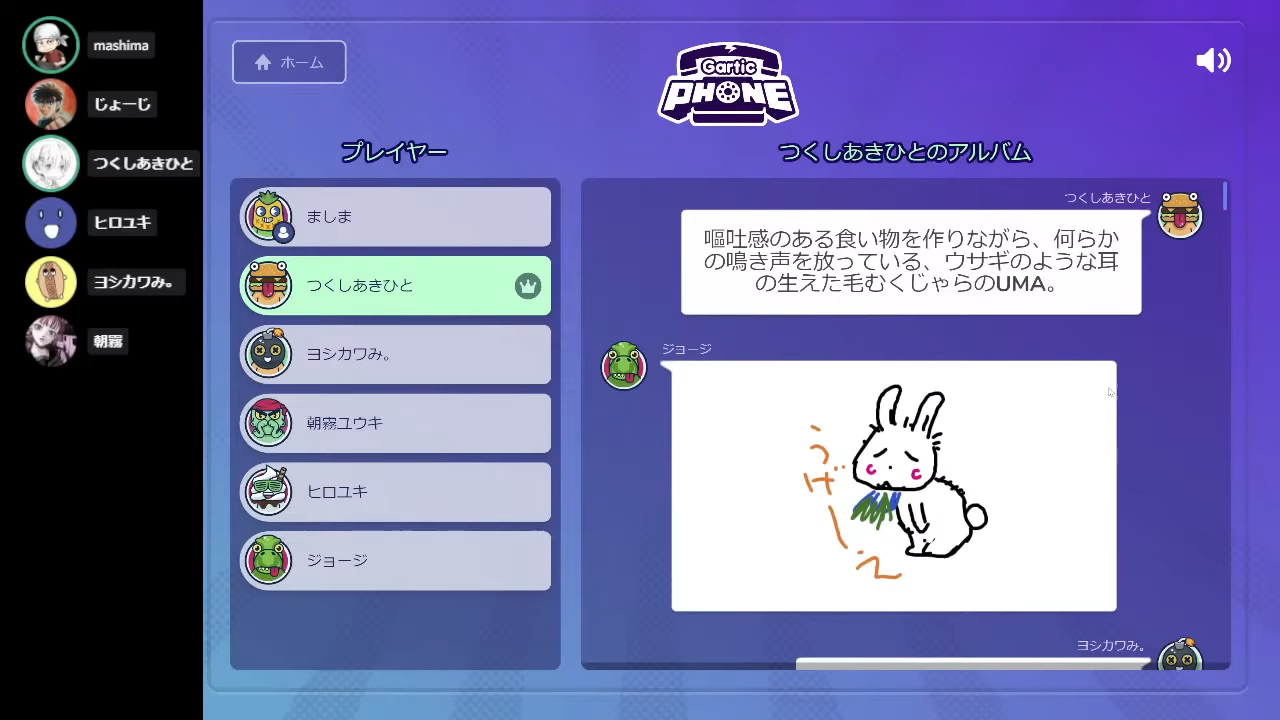 mashima
じょーじ
つくしあきひと
ヒロユキ
ヨシカワみ。
朝霧
ホーム
Gartic
PHONE
プレイヤー
ましま
つくしあきひと
ヨシカワみ。
朝霧ユウキ
ヒロユキ
ジョージ
つくしあきひとのアルバム
つくしあきひと
嘔吐感のある食い物を作りながら、何らか
の鳴き声を放っている、ウサギのような耳
の生えた毛むくじゃらのUMA。
ジョージ
うげーえ
ヨシカワみ。